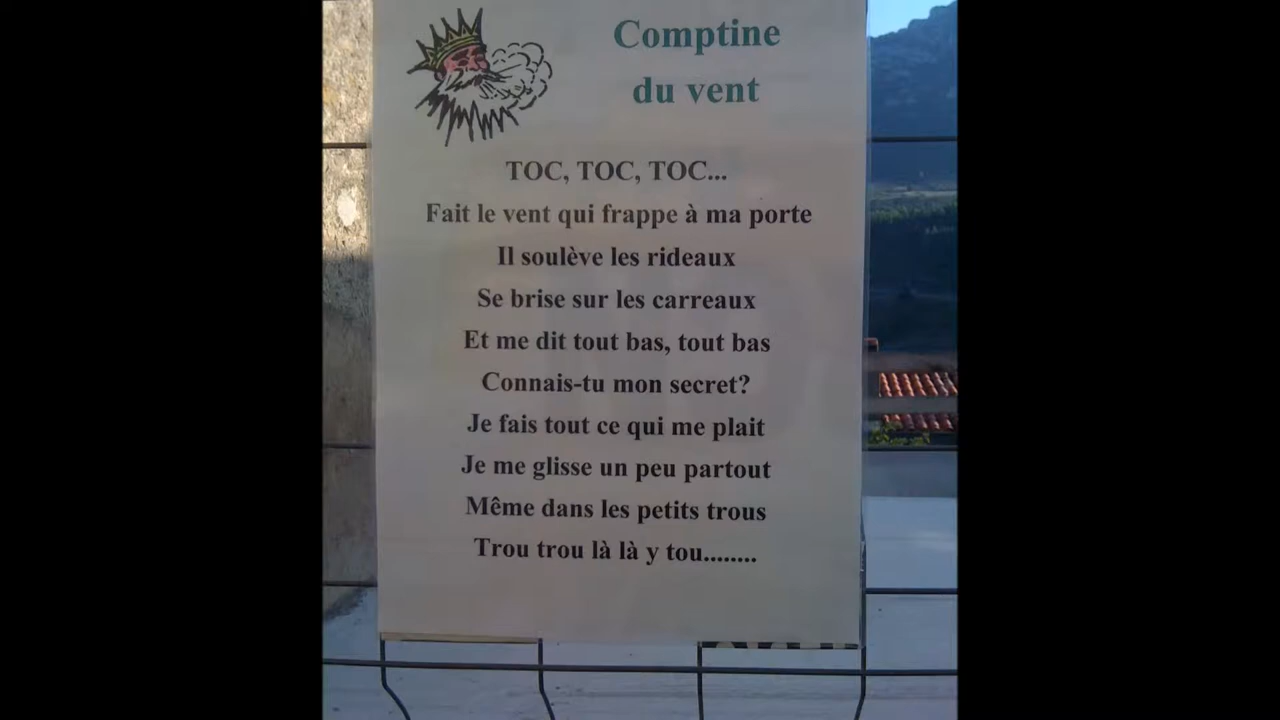 Comptine
du vent
TOC, TOC, TOC...
Fait le vent qui frappe à ma porte
Il soulève les rideaux
Se brise sur les carreaux
Et me dit tout bas, tout bas
Connais-tu mon secret?
Je fais tout ce qui me plait
Je me glisse un peu partout
Même dans les petits trous
Trou trou là là y tou........